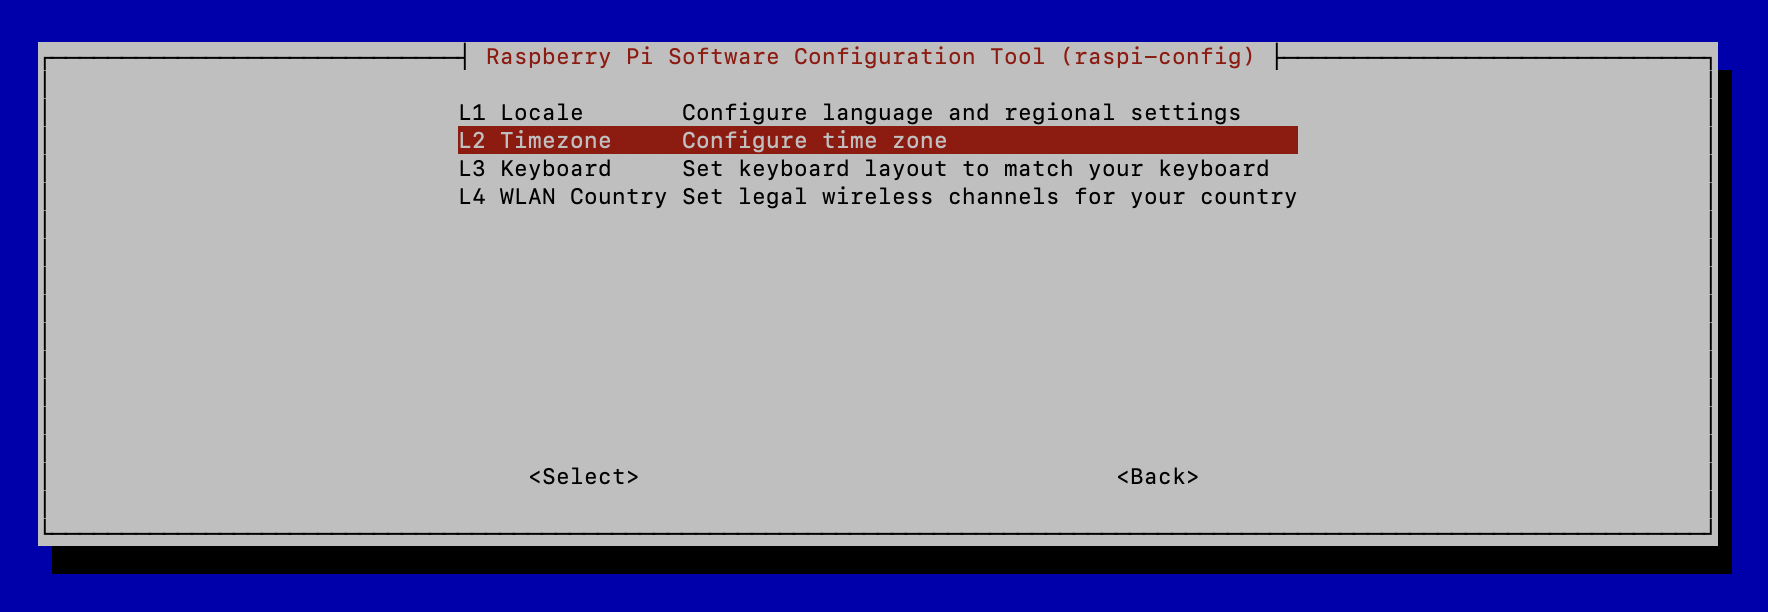 Raspberry Pi Software Configuration Tool (raspi-config)
L1 Locale Configure language and regional settings
L2 Timezone Configure time zone
L3 Keyboard Set keyboard layout to match your keyboard
L4 WLAN Country Set legal wireless channels for your country
<Select> <Back>